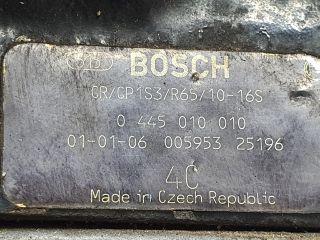 BOSCH
CR/CP1S3/R65/10-16S
0 445 010 010
01-01-06 005953 25196
4C
Made in Czech Republic